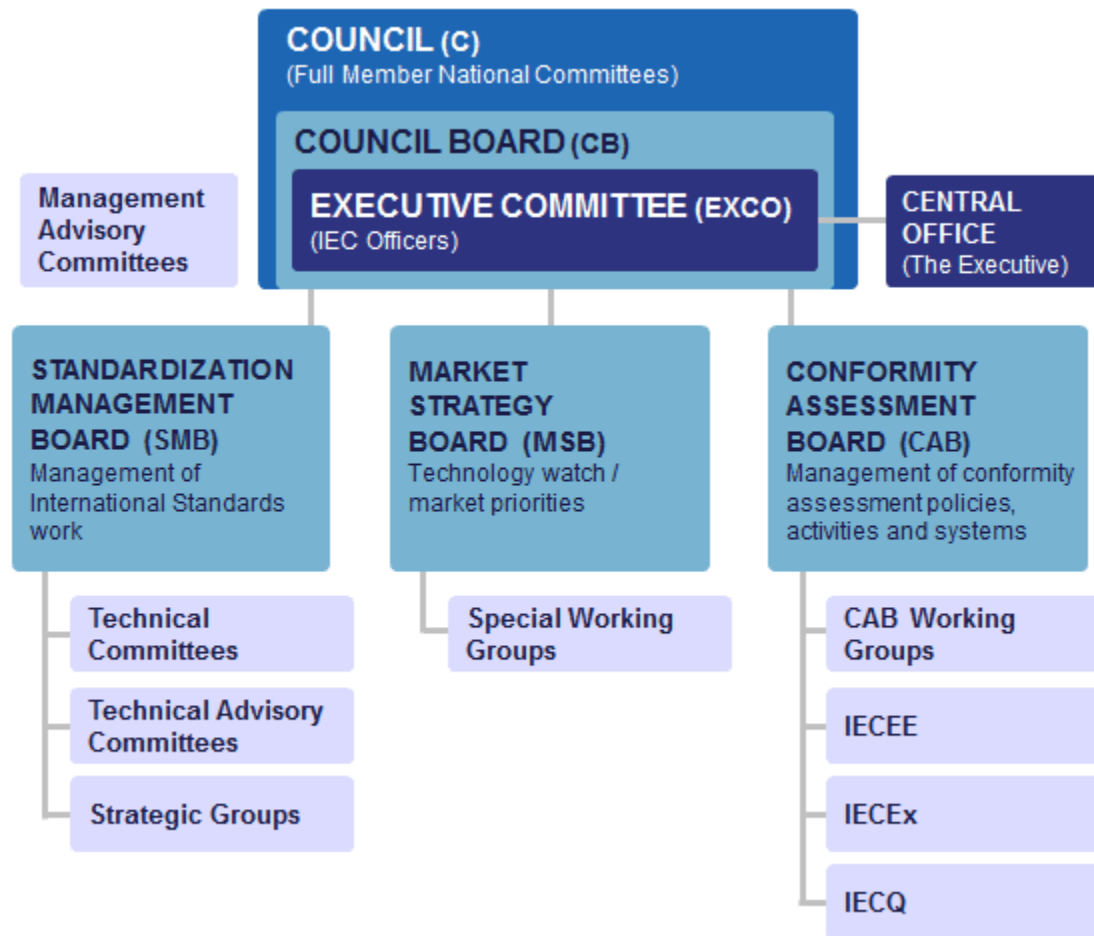 COUNCIL (C)
(Full Member National Committees)
COUNCIL BOARD (CB)
EXECUTIVE COMMITTEE (EXCO)
(IEC Officers)
Management
Advisory
Committees
CENTRAL
OFFICE
(The Executive)
STANDARDIZATION
MANAGEMENT
BOARD (SMB)
Management of
International Standards
work
MARKET
STRATEGY
BOARD (MSB)
Technology watch /
market priorities
CONFORMITY
ASSESSMENT
BOARD (CAB)
Management of conformity
assessment policies,
activities and systems
Technical
Committees
Technical Advisory
Committees
Strategic Groups
Special Working
Groups
CAB Working
Groups
IECEE
IECEx
IECQ